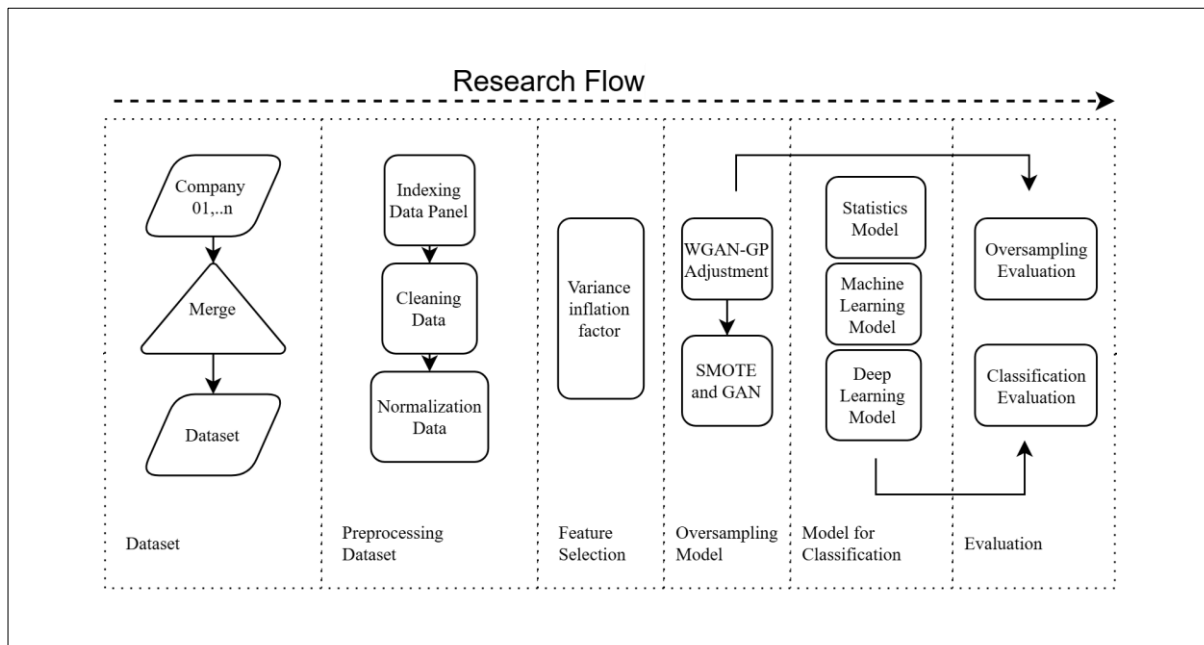 Research Flow
Company
01,..n
Merge
Dataset
Dataset
Indexing
Data Panel
Cleaning
Data
Normalization
Data
Preprocessing
Dataset
Variance
inflation
factor
Feature
Selection
WGAN-GP
Adjustment
SMOTE
and GAN
Oversampling
Model
Statistics
Model
Machine
Learning
Model
Deep
Learning
Model
Model for
Classification
Oversampling
Evaluation
Classification
Evaluation
Evaluation